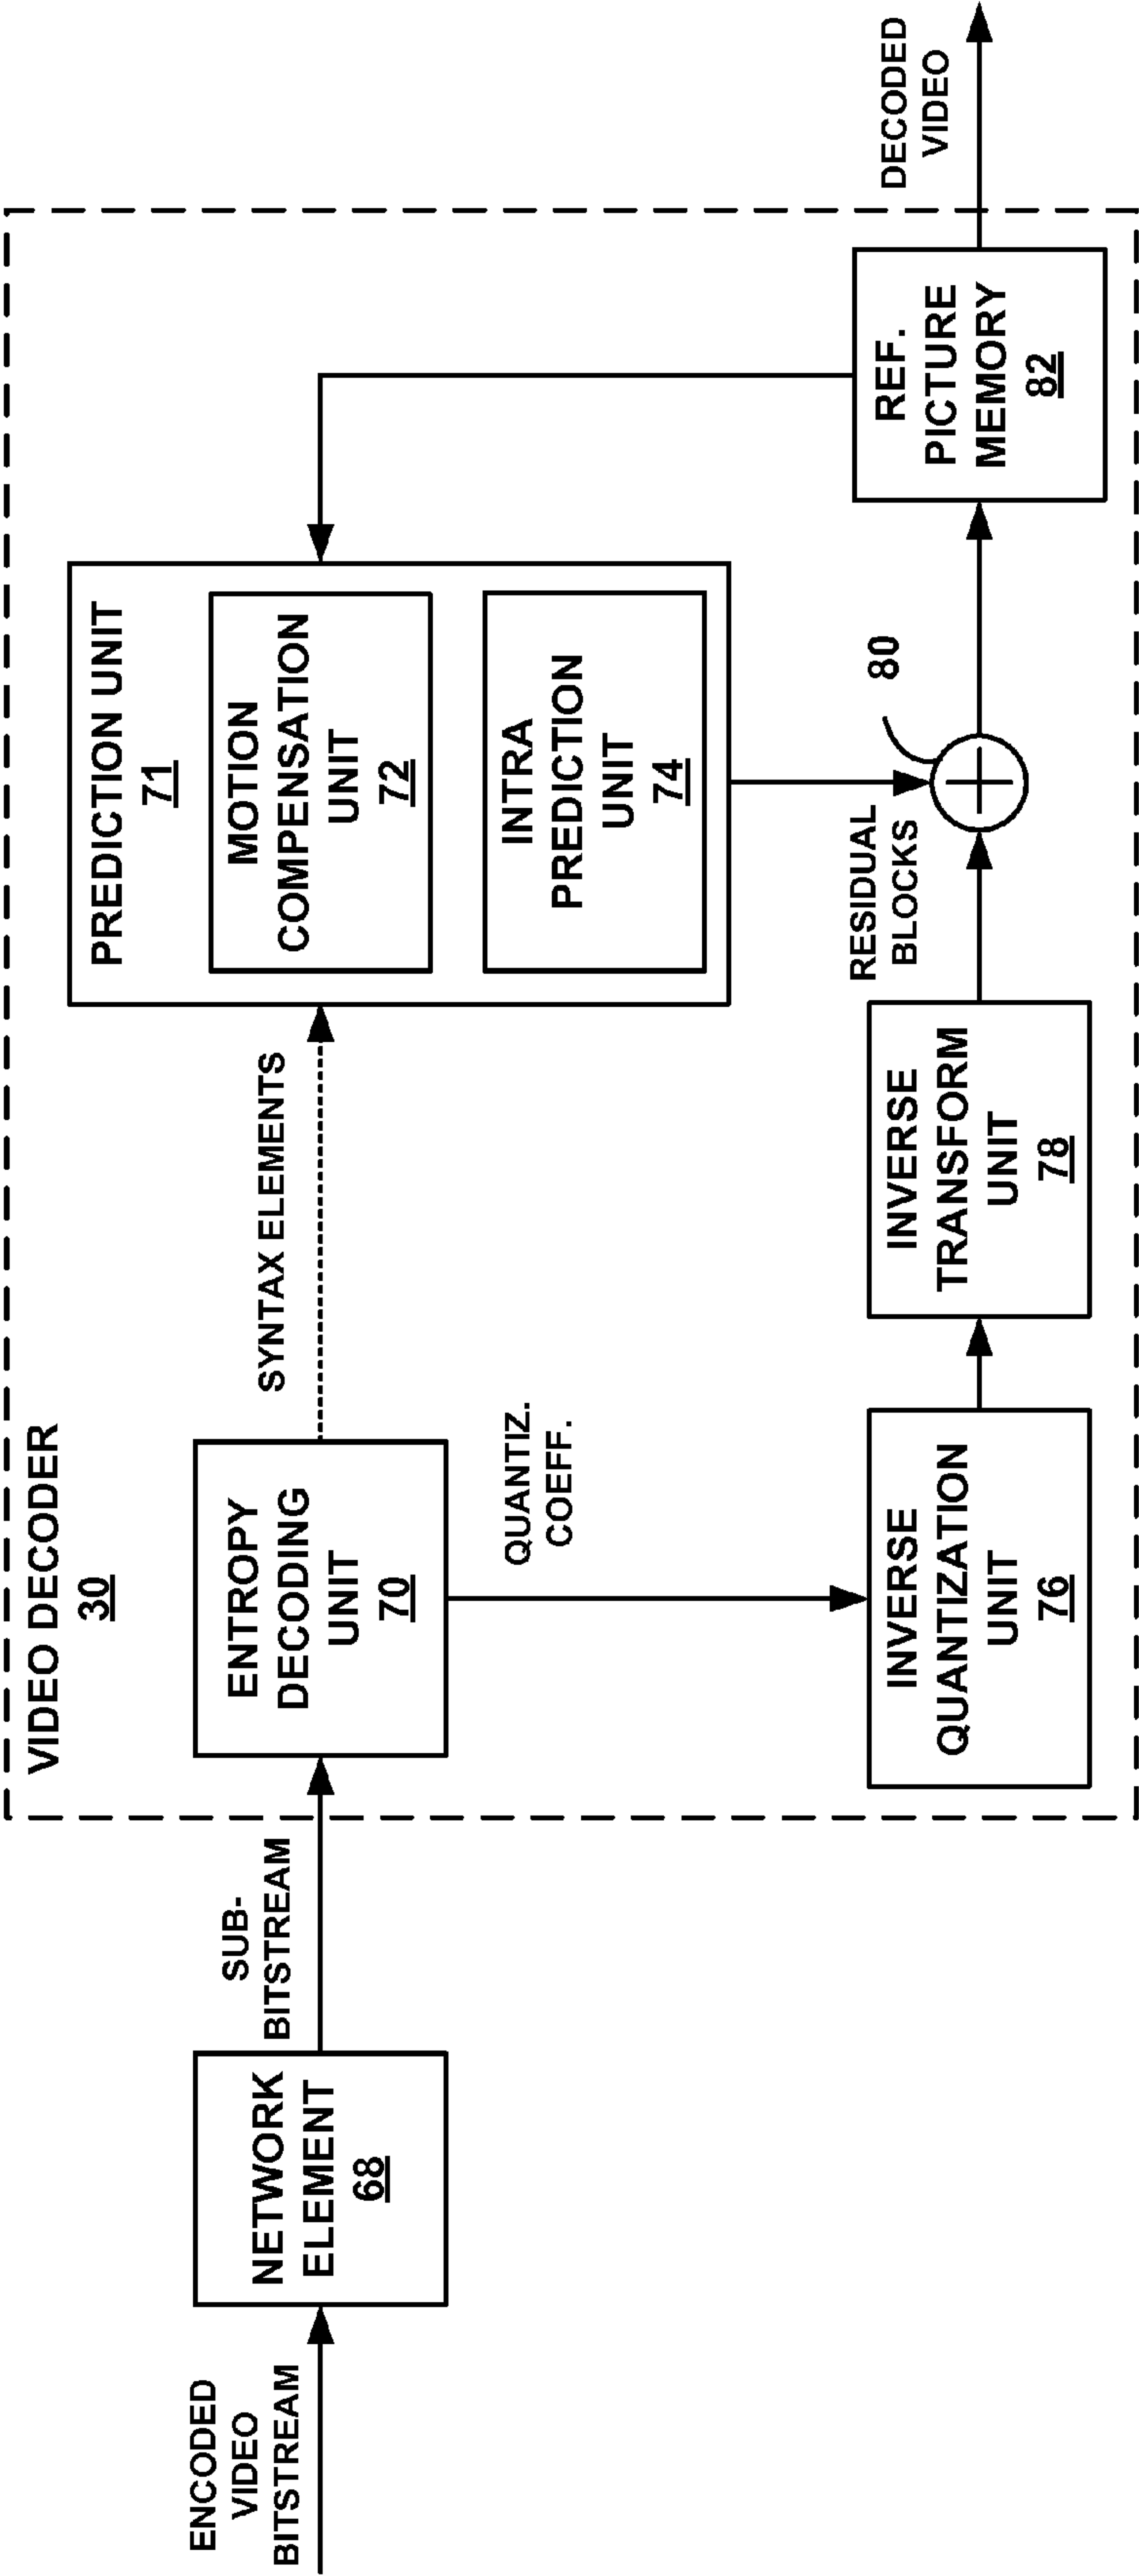 VIDEO DECODER
30
ENCODED
VIDEO
BITSTREAM
NETWORK
ELEMENT
68
SUB-
BITSTREAM
ENTROPY
DECODING
UNIT
70
SYNTAX ELEMENTS
QUANTIZ.
COEFF.
PREDICTION UNIT
71
MOTION
COMPENSATION
UNIT
72
INTRA
PREDICTION
UNIT
74
INVERSE
QUANTIZATION
UNIT
76
INVERSE
TRANSFORM
UNIT
78
RESIDUAL
BLOCKS
80
REF.
PICTURE
MEMORY
82
DECODED
VIDEO